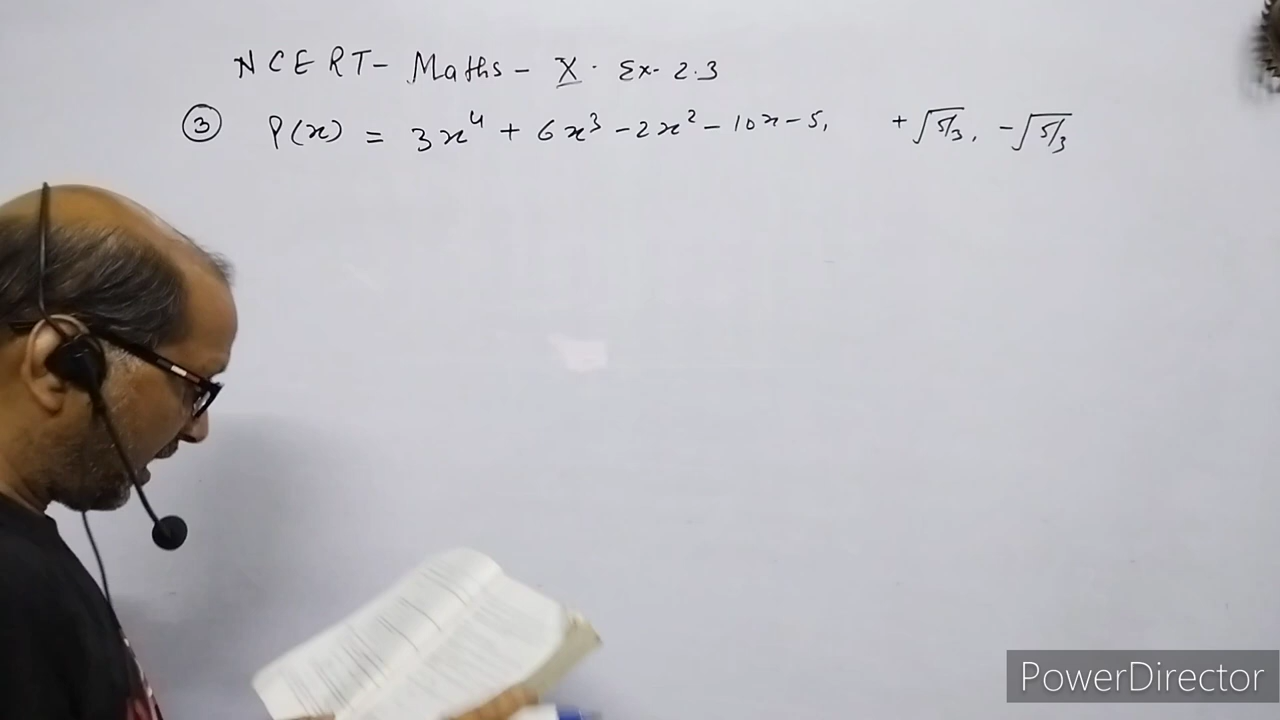 NCERT- Maths - X. Ex- 2.3
③ P(x) = 3x⁴ + 6x³ - 2x² - 10x - 5, +√5/3, -√5/3
PowerDirector